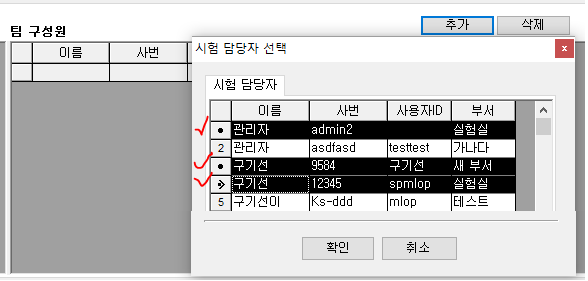 팀 구성원
추가
삭제
이름 사번
시험 담당자 선택
x
시험 담당자
이름 사번 사용자ID 부서
관리자 admin2 실험실
2 관리자 asdfasd testtest 가나다
구기선 9584 구기선 새 부서
구기선 12345 spmlop 실험실
5 구기선이 Ks-ddd mlop 테스트
확인 취소